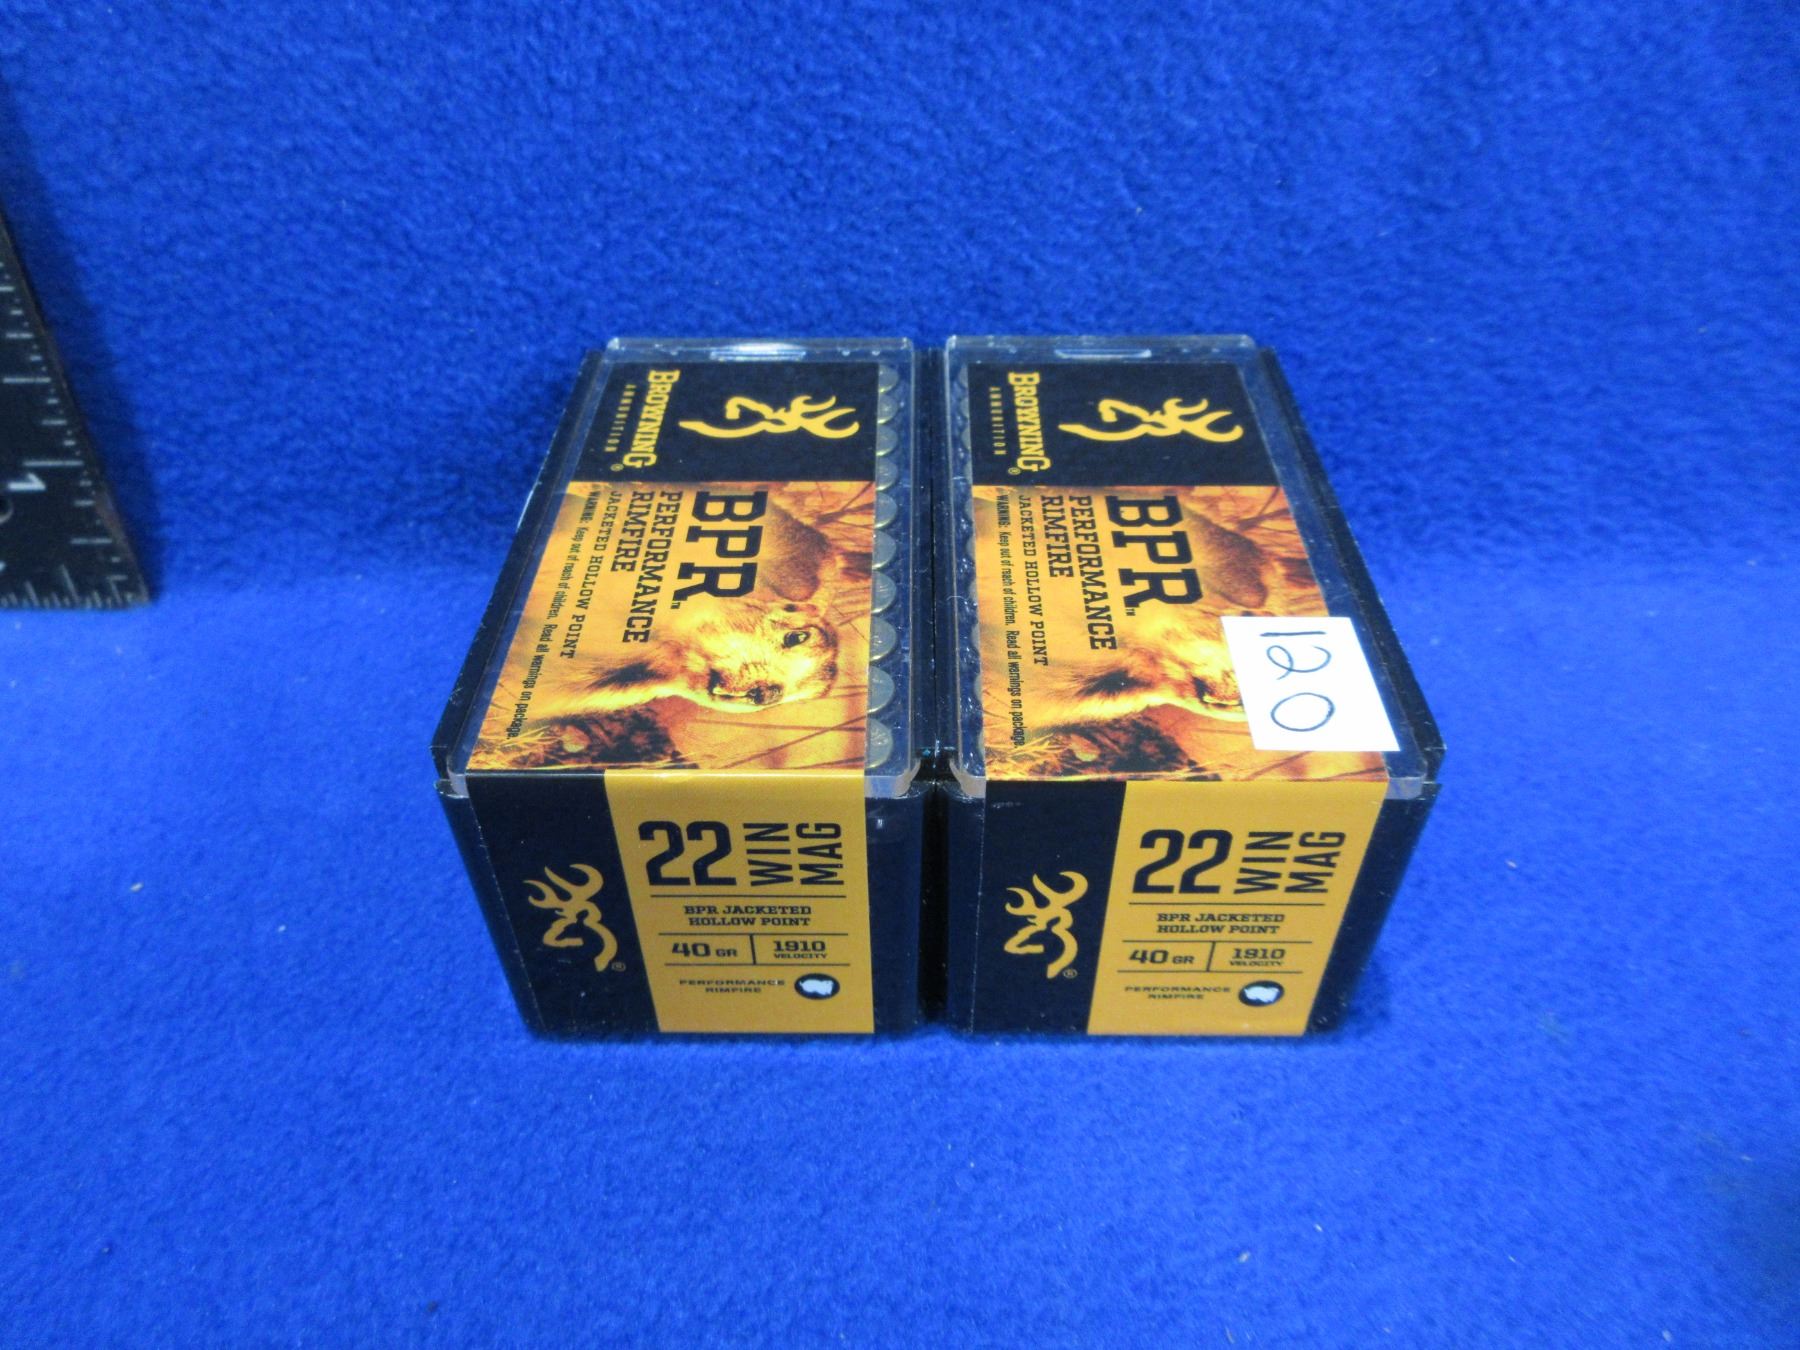 1
BROWNING®
AMMUNITION
BPR™
PERFORMANCE
RIMFIRE
JACKETED HOLLOW POINT
WARNING: Keep out of reach of children. Read all warnings on package.
22 WIN MAG
BPR JACKETED
HOLLOW POINT
40 GR 1910
VELOCITY
PERFORMANCE
RIMFIRE
®
BROWNING®
AMMUNITION
BPR™
PERFORMANCE
RIMFIRE
JACKETED HOLLOW POINT
WARNING: Keep out of reach of children. Read all warnings on package.
120
22 WIN MAG
BPR JACKETED
HOLLOW POINT
40 GR 1910
VELOCITY
PERFORMANCE
RIMFIRE
®